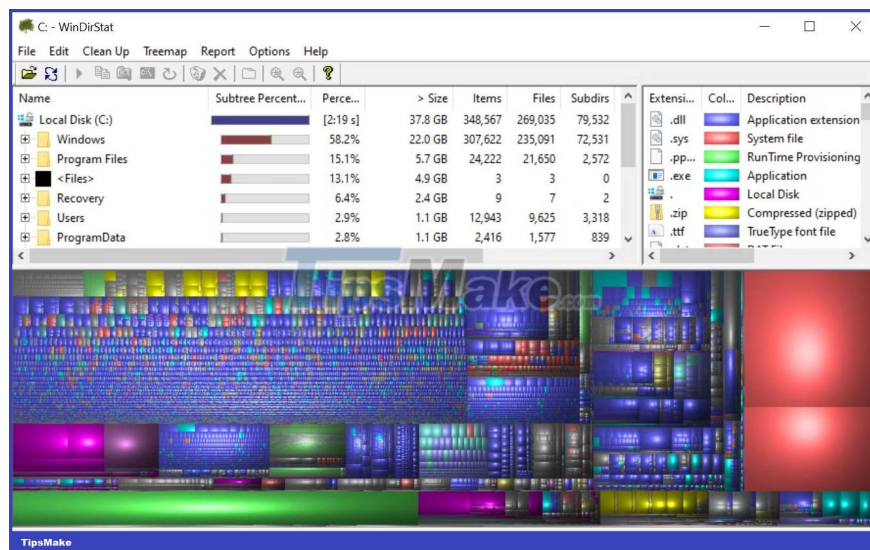 C: - WinDirStat
File Edit Clean Up Treemap Report Options Help
Name Subtree Percent... Perce... > Size Items Files Subdirs Extensi... Col... Description
Local Disk (C:) [2:19 s] 37.8 GB 348,567 269,035 79,532 .dll Application extension
Windows 58.2% 22.0 GB 307,622 235,091 72,531 .sys System file
Program Files 15.1% 5.7 GB 24,222 21,650 2,572 .pp... RunTime Provisioning
<Files> 13.1% 4.9 GB 3 3 0 .exe Application
Recovery 6.4% 2.4 GB 9 7 2 . Local Disk
Users 2.9% 1.1 GB 12,943 9,625 3,318 .zip Compressed (zipped)
ProgramData 2.8% 1.1 GB 2,416 1,577 839 .ttf TrueType font file
TipsMake.com
TipsMake